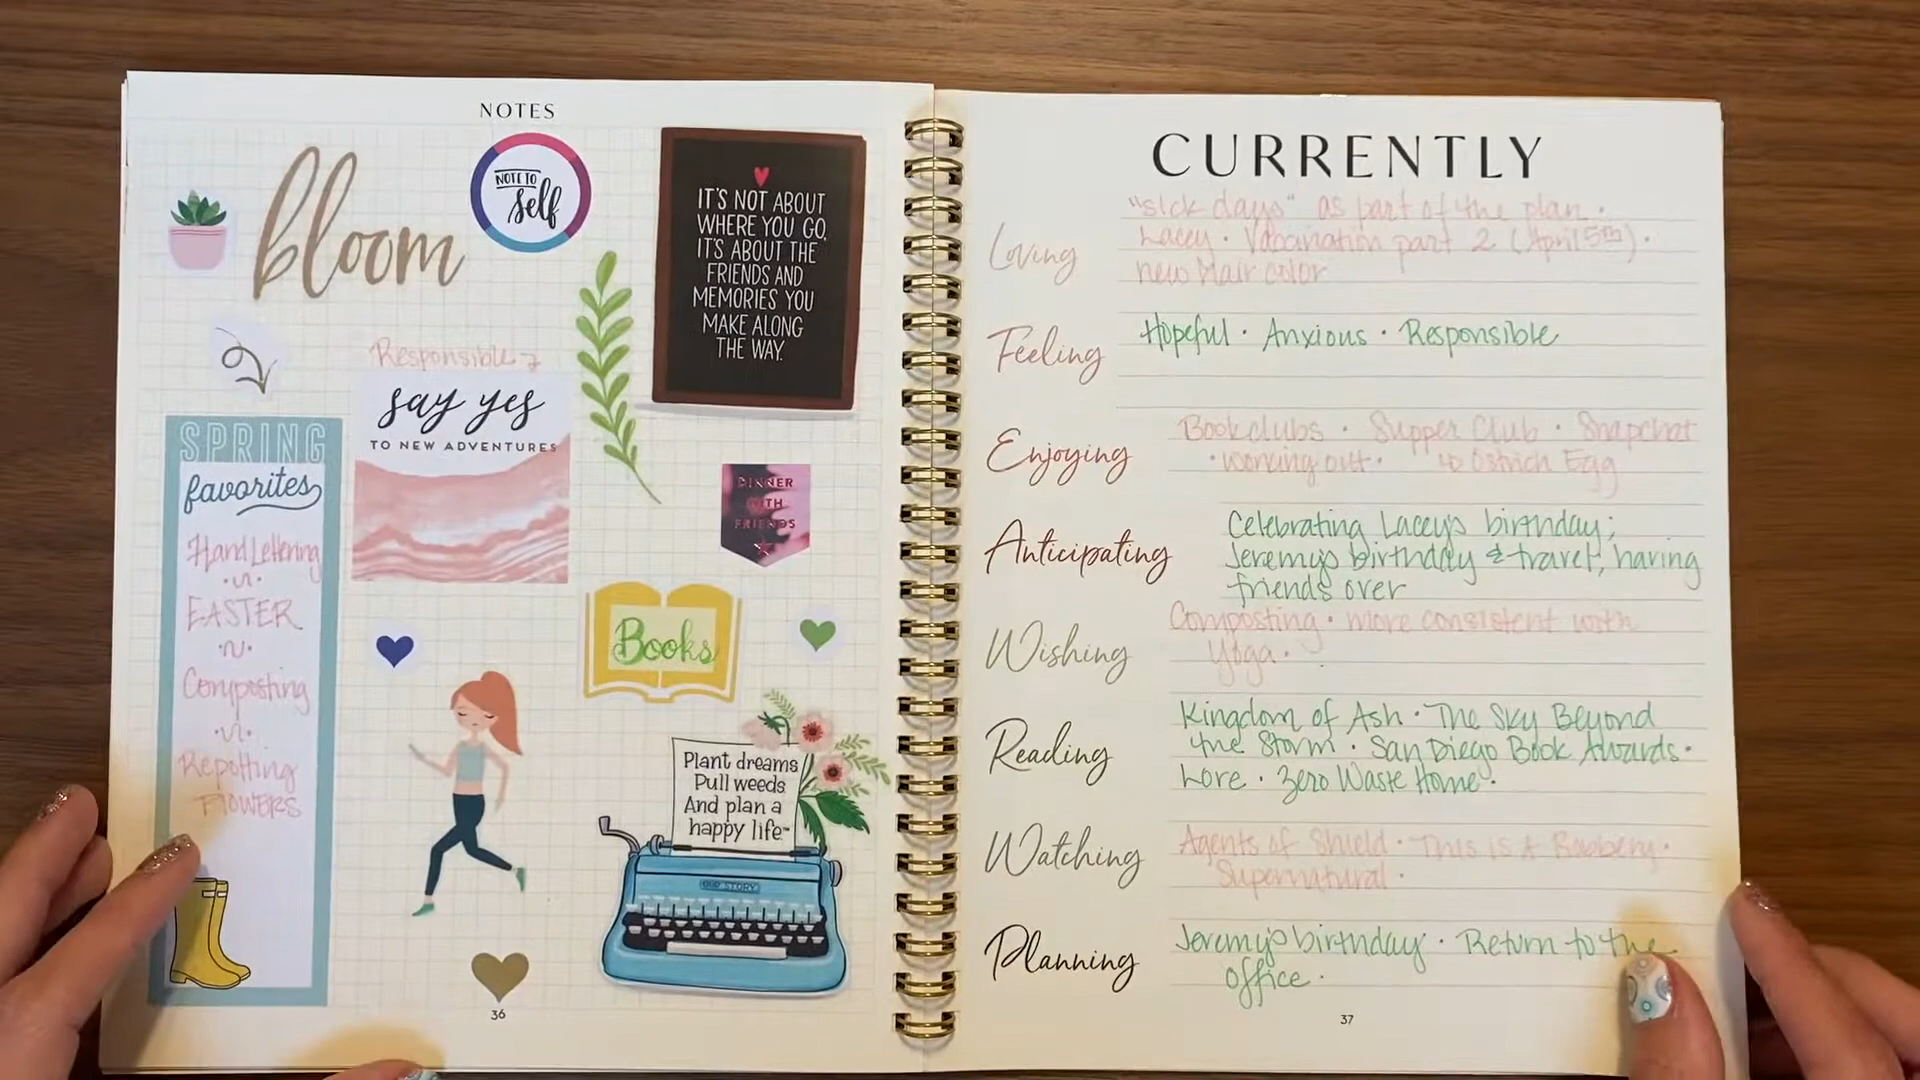 NOTES
bloom
NOTE TO
self
IT'S NOT ABOUT
WHERE YOU GO,
IT'S ABOUT THE
FRIENDS AND
MEMORIES YOU
MAKE ALONG
THE WAY.
Responsibley
say yes
TO NEW ADVENTURES
SPRING
favorites
Hand Lettering
EASTER
Composting
Repotting
FLOWERS
DINNER
WITH
FRIENDS
Books
Plant dreams
Pull weeds
And plan a
happy life™
OUR STORY
36
CURRENTLY
Loving
"sick days" as part of the plan ·
Lacey · Vaccination part 2 (April 5th) ·
new hair color
Feeling
Hopeful · Anxious · Responsible
Enjoying
Bookclubs · Supper Club · Snapchat
· working out · ↳ Ostrich Egg
Anticipating
Celebrating Lacey's birthday;
Jeremy's birthday & travel, having
friends over
Wishing
Composting · more consistent with
Yoga ·
Reading
Kingdom of Ash · The Sky Beyond
the Storm · San Diego Book Awards ·
Lore · Zero Waste Home ·
Watching
Agents of Shield · This is A Robbery ·
Supernatural ·
Planning
Jeremy's birthday · Return to the
office ·
37